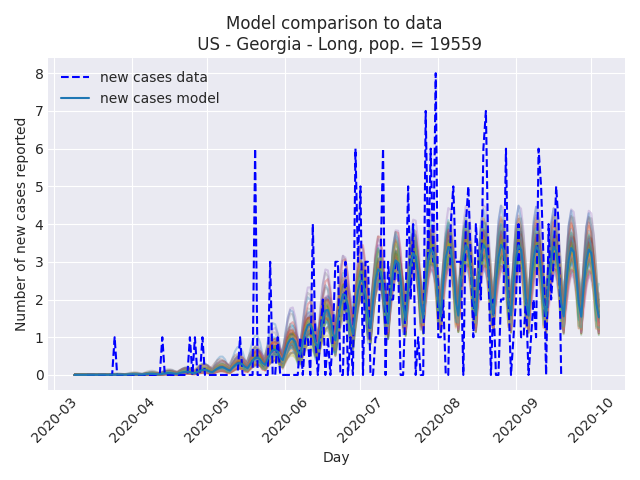 Model comparison to data
US - Georgia - Long, pop. = 19559
new cases data
new cases model
Number of new cases reported
8
7
6
5
4
3
2
1
0
2020-03
2020-04
2020-05
2020-06
2020-07
2020-08
2020-09
2020-10
Day